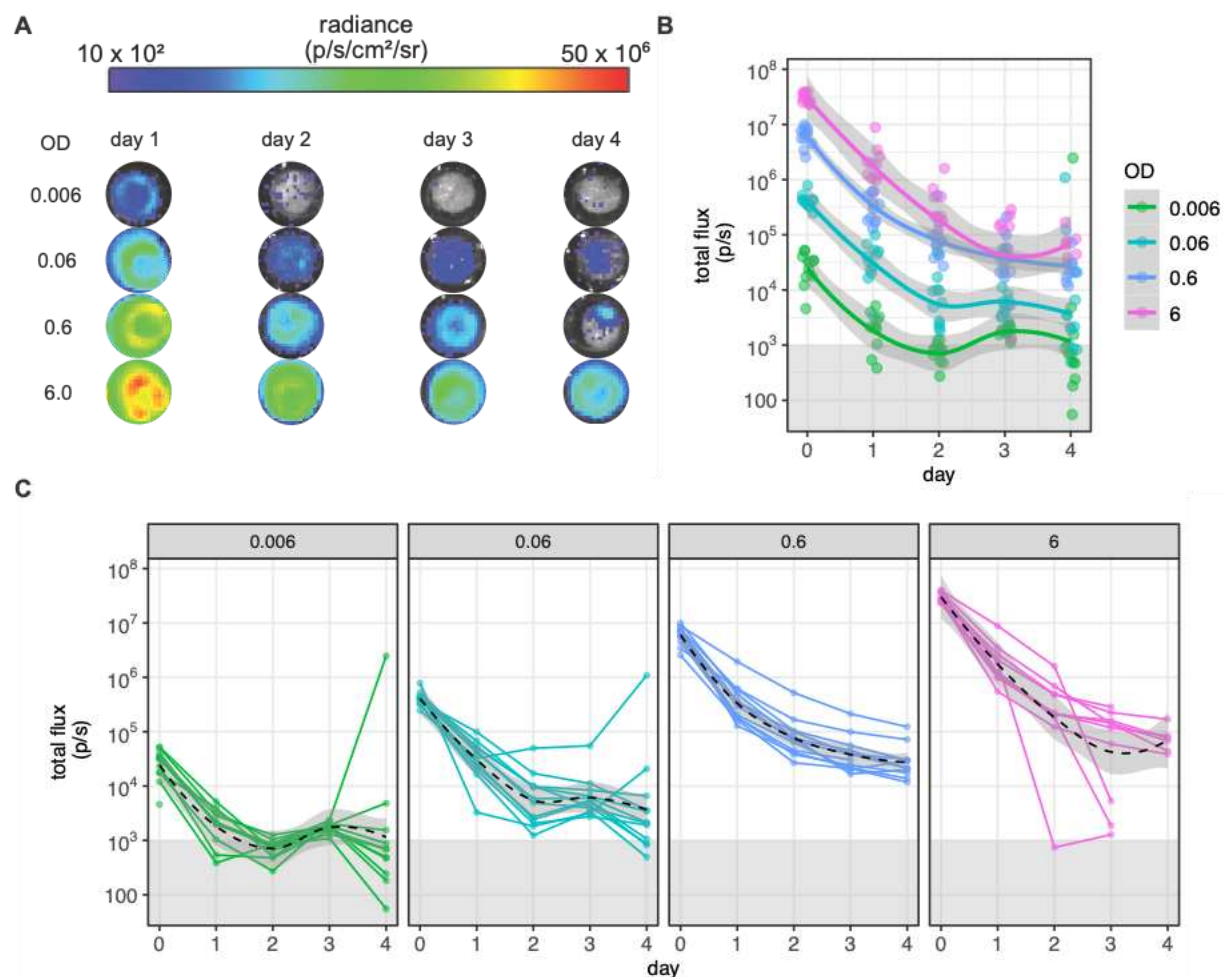 A
radiance
(p/s/cm²/sr)
10 x 10²
50 x 10⁶
OD
day 1
day 2
day 3
day 4
0.006
0.06
0.6
6.0
B
10⁸
10⁷
10⁶
10⁵
10⁴
10³
100
total flux
(p/s)
0 1 2 3 4
day
OD
0.006
0.06
0.6
6
C
0.006 0.06 0.6 6
10⁸
10⁷
10⁶
10⁵
10⁴
10³
100
total flux
(p/s)
0 1 2 3 4 0 1 2 3 4 0 1 2 3 4 0 1 2 3 4
day